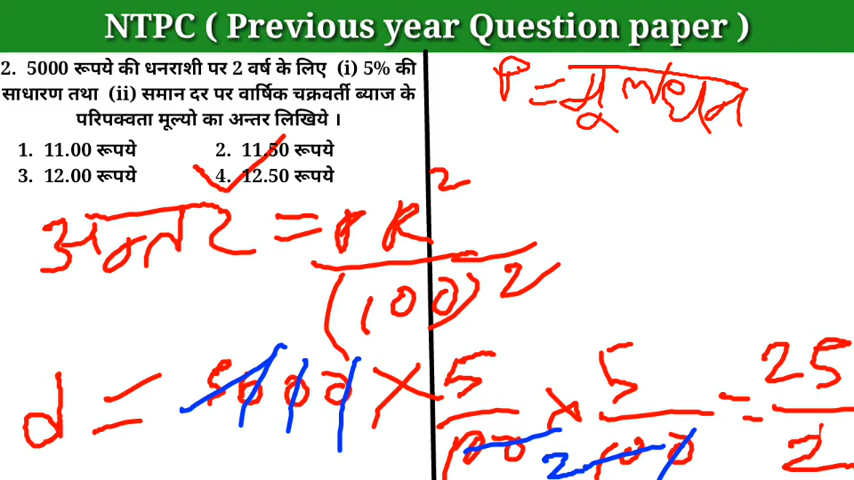 NTPC ( Previous year Question paper )
2. 5000 रूपये की धनराशी पर 2 वर्ष के लिए (i) 5% की
साधारण तथा (ii) समान दर पर वार्षिक चक्रवर्ती ब्याज के
परिपक्वता मूल्यो का अन्तर लिखिये ।
1. 11.00 रूपये 2. 11.50 रूपये
3. 12.00 रूपये 4. 12.50 रूपये
P = मूलधन
अन्तर = PR²
(100)²
d = 5000 × 5 × 5 = 25
100 2 100 2